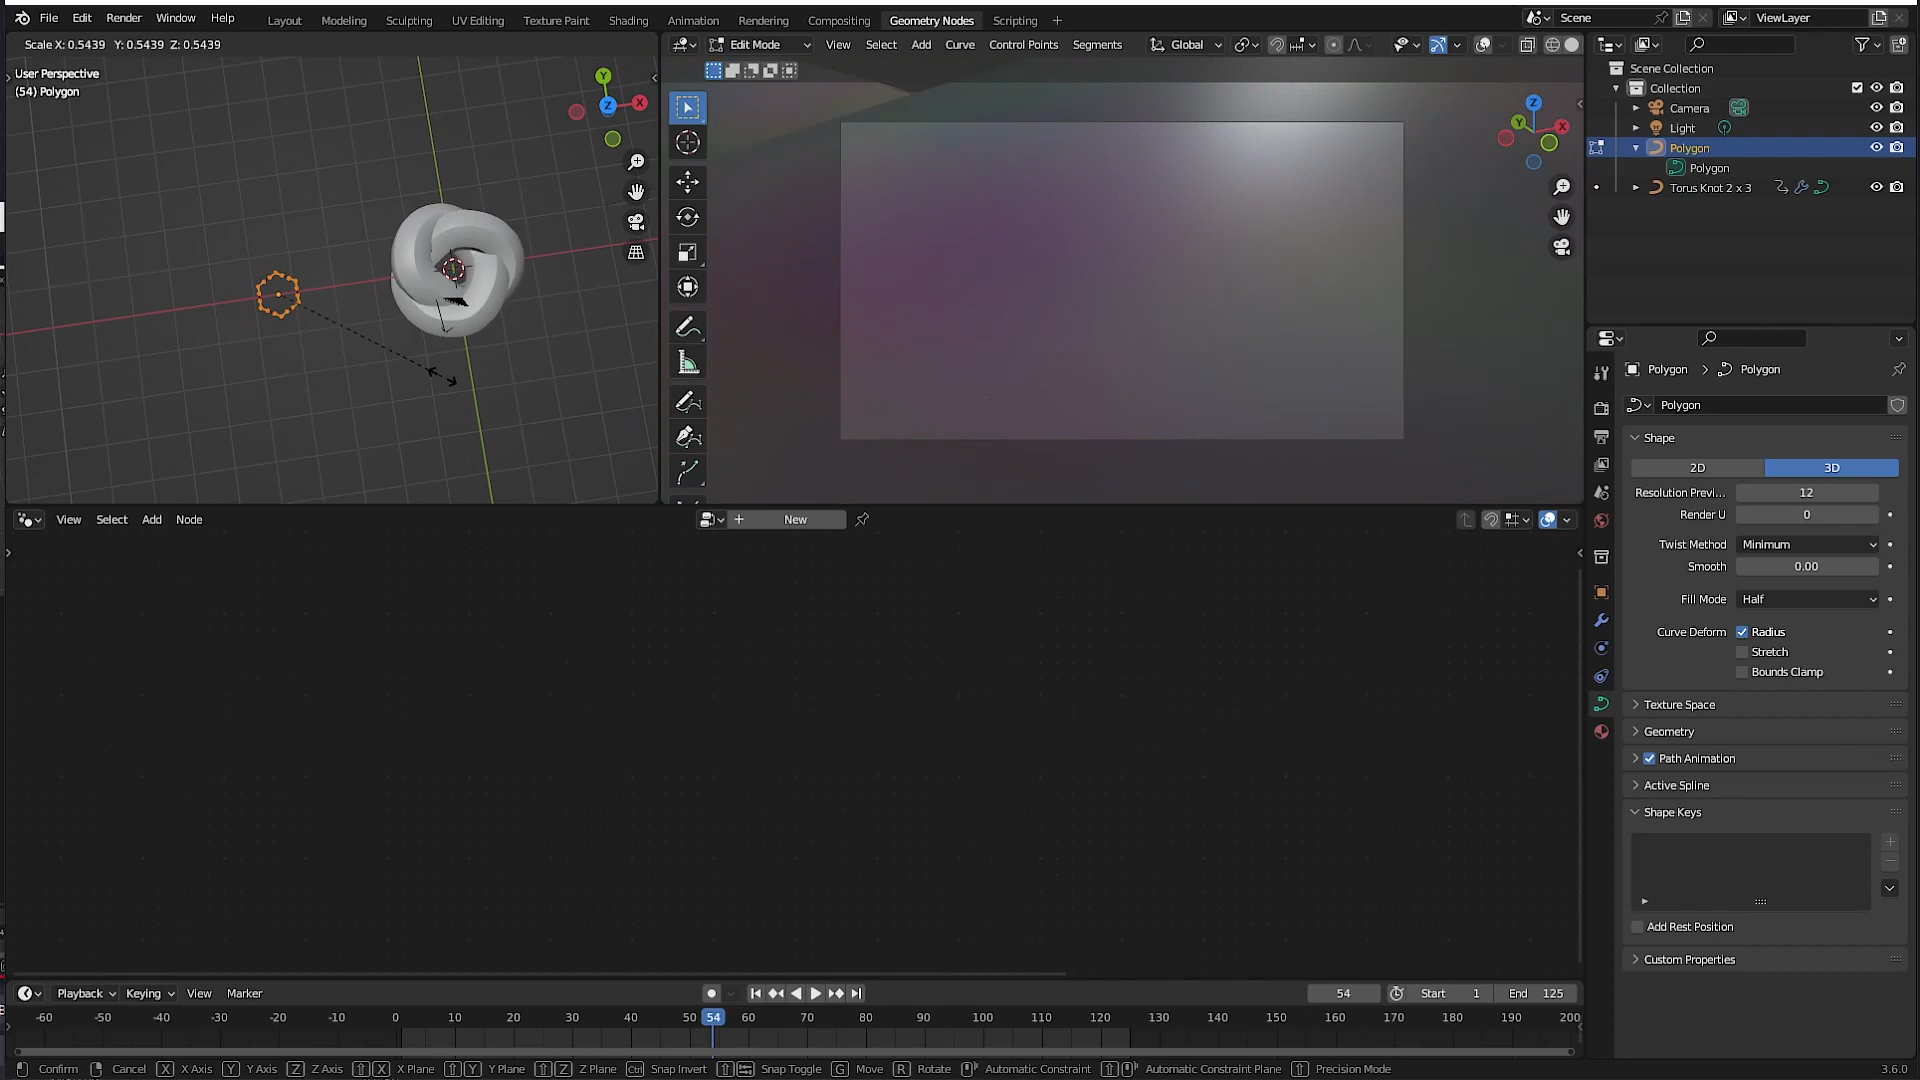 File Edit Render Window Help Layout Modeling Sculpting UV Editing Texture Paint Shading Animation Rendering Compositing Geometry Nodes Scripting + Scene ViewLayer
Scale X: 0.5439 Y: 0.5439 Z: 0.5439
Edit Mode View Select Add Curve Control Points Segments Global
User Perspective
(54) Polygon
Y
X
Z
Z
Y
X
Scene Collection
Collection
Camera
Light
Polygon
Polygon
Torus Knot 2 x 3
Polygon > Polygon
Polygon
Shape
2D 3D
Resolution Previ... 12
Render U 0
Twist Method Minimum
Smooth 0.00
Fill Mode Half
Curve Deform Radius
Stretch
Bounds Clamp
Texture Space
Geometry
Path Animation
Active Spline
Shape Keys
Add Rest Position
Custom Properties
View Select Add Node + New
Playback Keying View Marker 54 Start 1 End 125
-60 -50 -40 -30 -20 -10 0 10 20 30 40 50 54 60 70 80 90 100 110 120 130 140 150 160 170 180 190 200
Confirm Cancel X X Axis Y Y Axis Z Z Axis X X Plane Y Y Plane Z Z Plane Ctrl Snap Invert Snap Toggle G Move R Rotate Automatic Constraint Automatic Constraint Plane Precision Mode 3.6.0